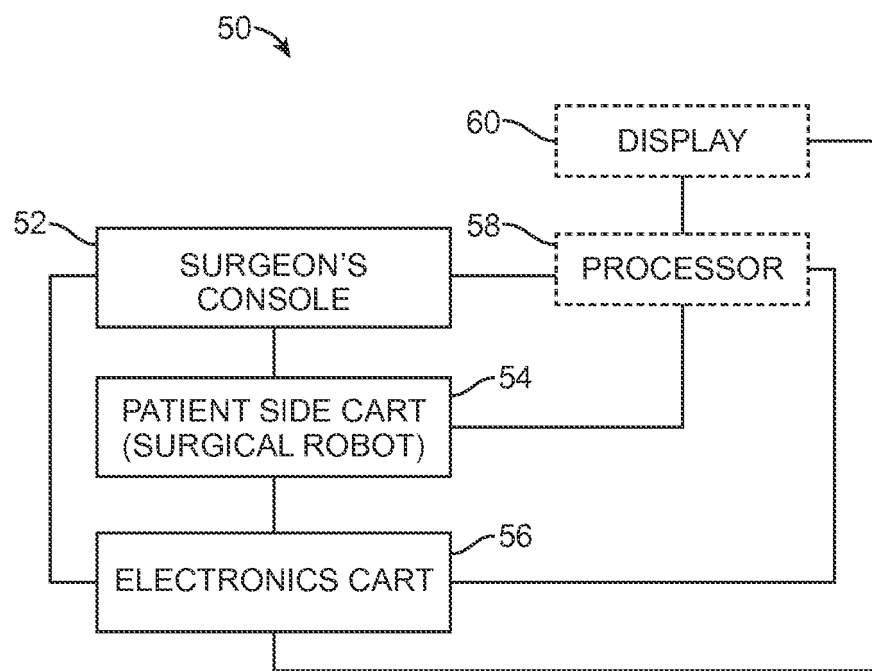 50
60
DISPLAY
52
58
SURGEON'S
CONSOLE
PROCESSOR
54
PATIENT SIDE CART
(SURGICAL ROBOT)
56
ELECTRONICS CART